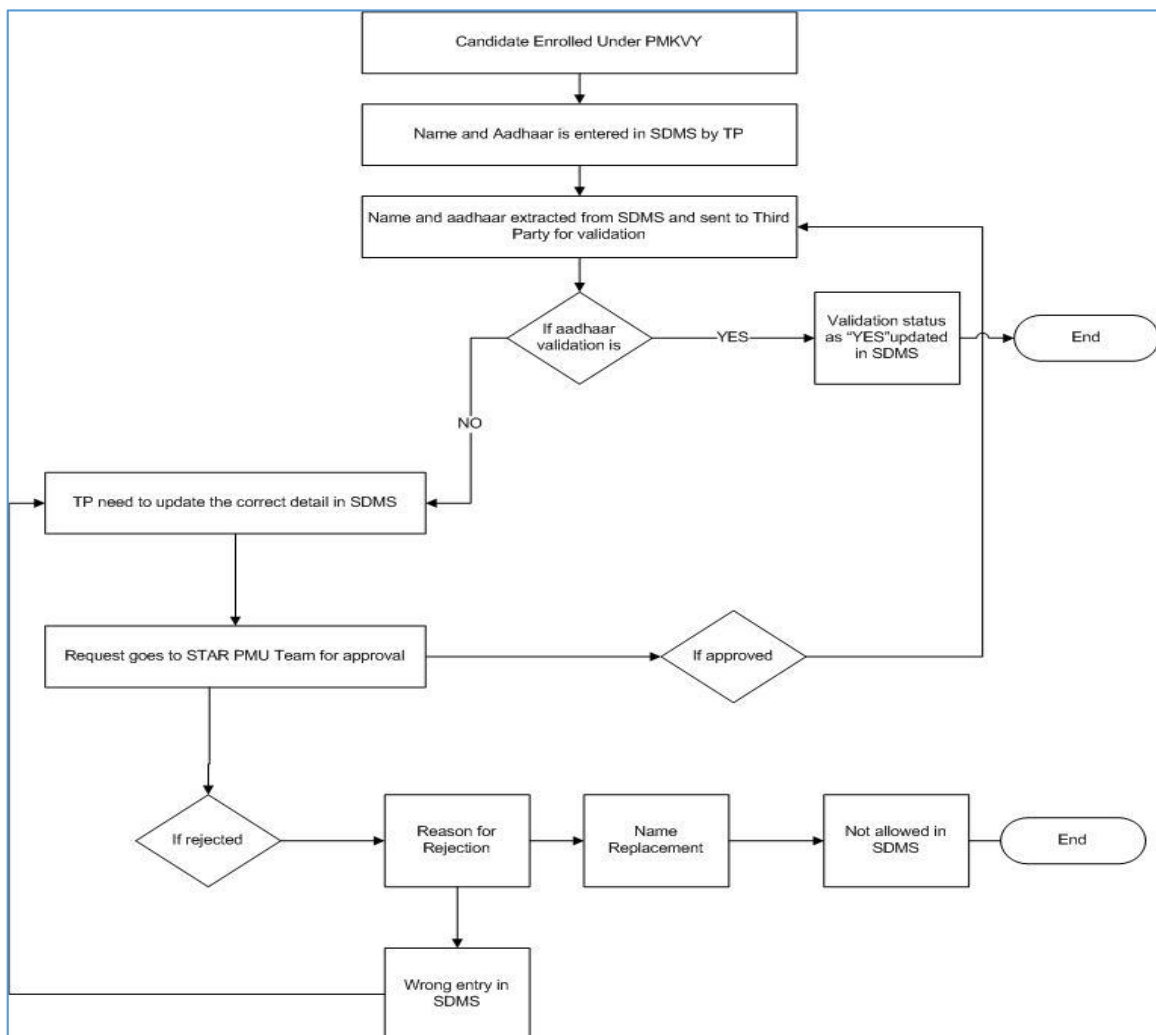 Candidate Enrolled Under PMKVY
Name and Aadhaar is entered in SDMS by TP
Name and aadhaar extracted from SDMS and sent to Third
Party for validation
If aadhaar
validation is
YES
Validation status
as “YES”updated
in SDMS
End
NO
TP need to update the correct detail in SDMS
Request goes to STAR PMU Team for approval
If approved
If rejected
Reason for
Rejection
Name
Replacement
Not allowed in
SDMS
End
Wrong entry in
SDMS